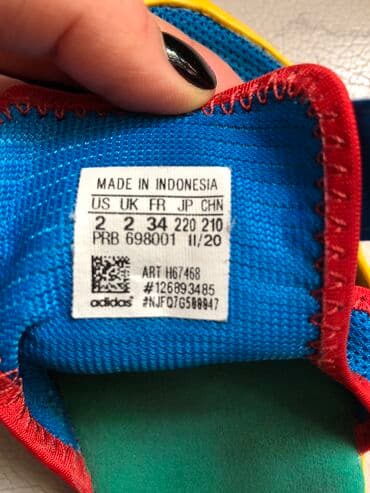 MADE IN INDONESIA
US UK FR JP CHN
2 2 34 220 210
PRB 698001 11/20
ART H67468
#126893485
adidas